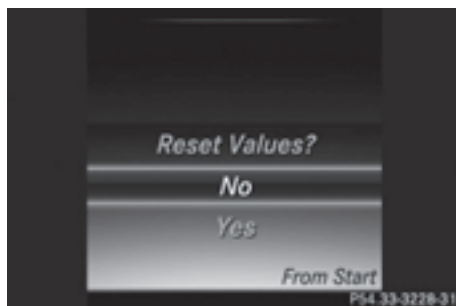 Reset Values?
No
Yes
From Start
P54.33-3228-31